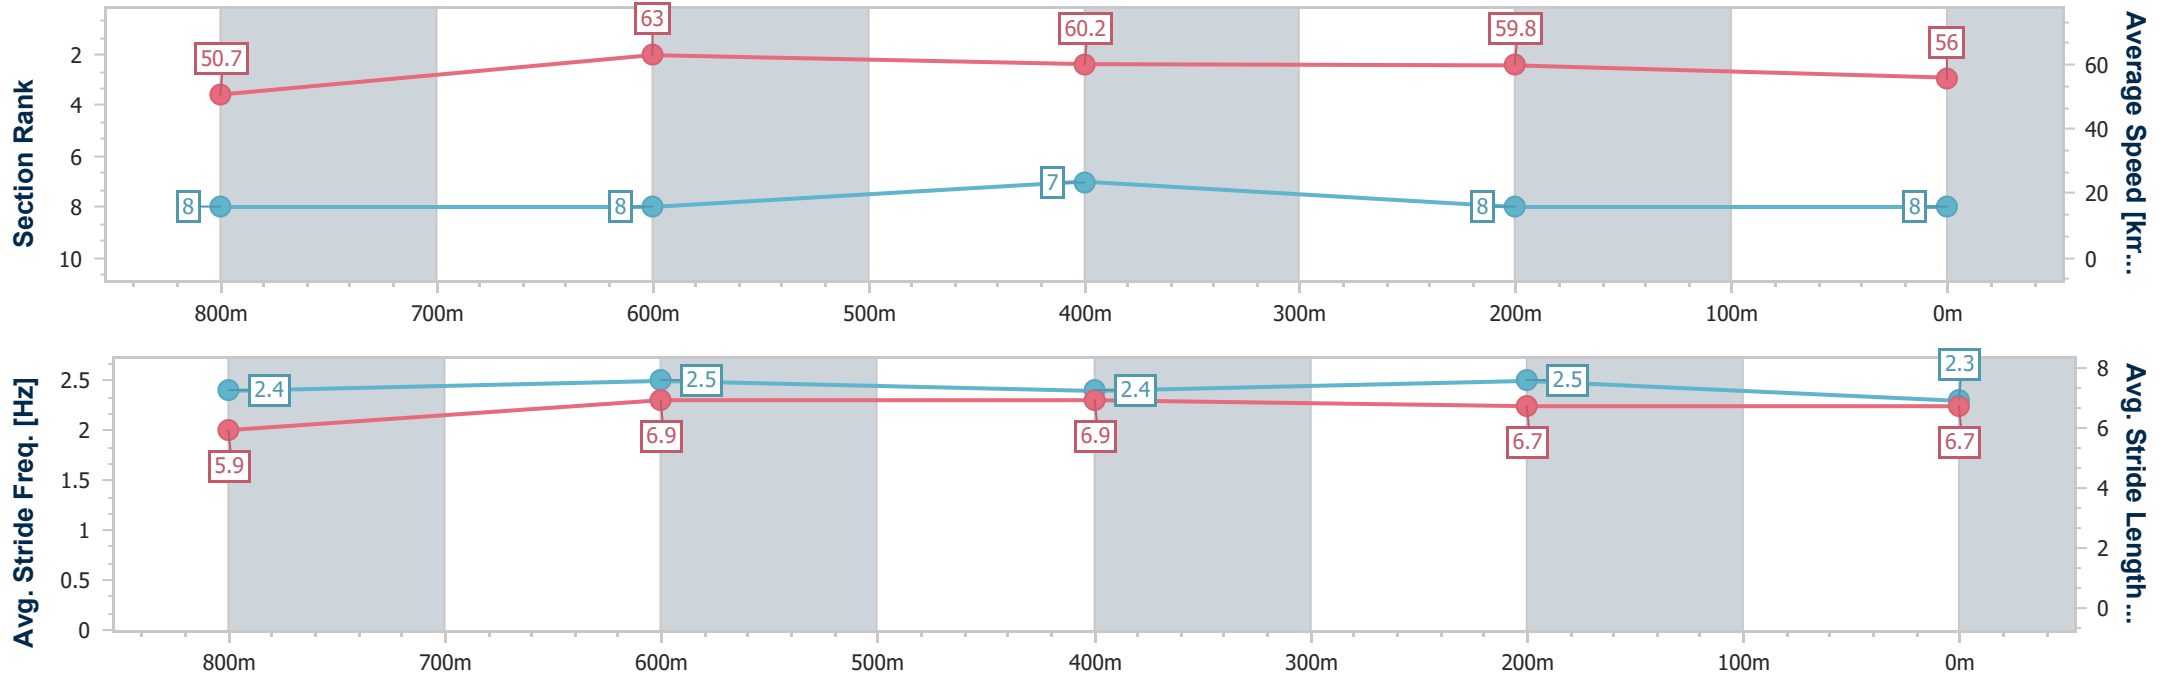 Section Rank
2
4
6
8
10
50.7
63
60.2
59.8
56
8
8
7
8
8
60
40
20
0
Average Speed [km...
800m
700m
600m
500m
400m
300m
200m
100m
0m
Avg. Stride Freq. [Hz]
2.5
2
1.5
1
0.5
0
2.4
2.5
2.4
2.5
2.3
5.9
6.9
6.9
6.7
6.7
8
6
4
2
0
Avg. Stride Length...
800m
700m
600m
500m
400m
300m
200m
100m
0m